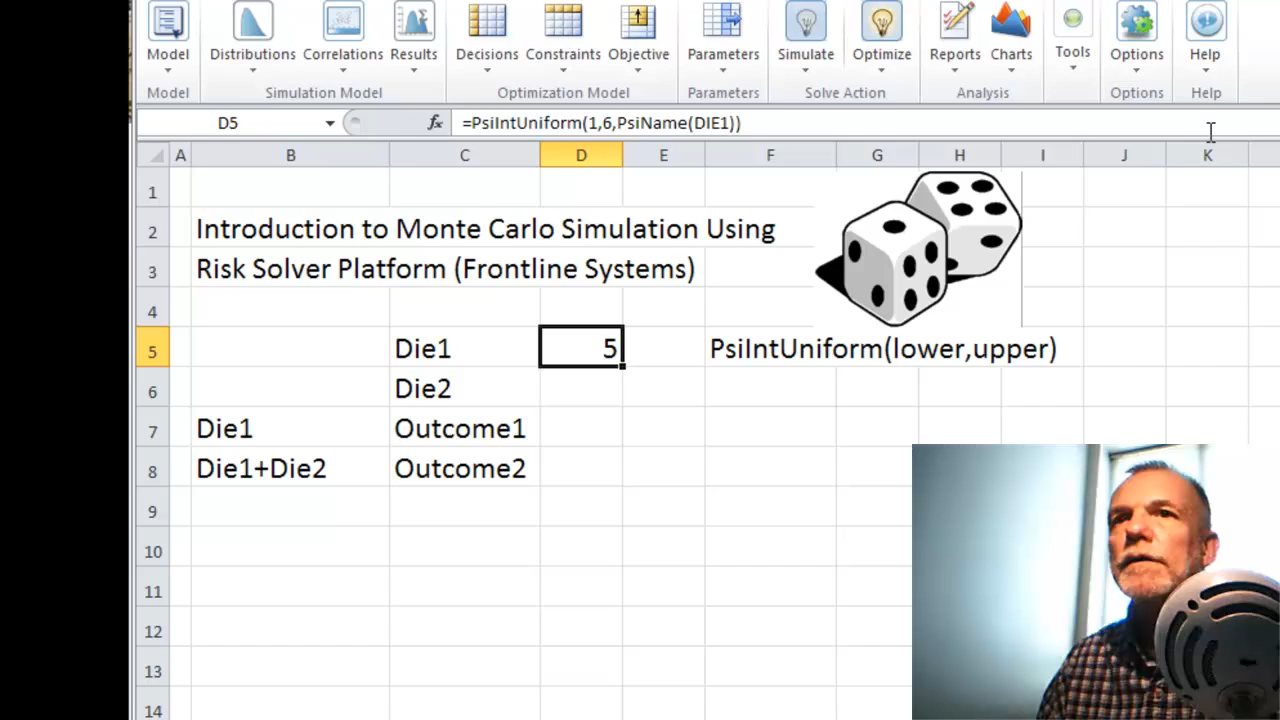 Model Distributions Correlations Results Decisions Constraints Objective Parameters Simulate Optimize Reports Charts Tools Options Help
Model Simulation Model Optimization Model Parameters Solve Action Analysis Options Help
D5 fx =PsiIntUniform(1,6,PsiName(DIE1))
A B C D E F G H I J K
1
2 Introduction to Monte Carlo Simulation Using
3 Risk Solver Platform (Frontline Systems)
4
5 Die1 5 PsiIntUniform(lower,upper)
6 Die2
7 Die1 Outcome1
8 Die1+Die2 Outcome2
9
10
11
12
13
14